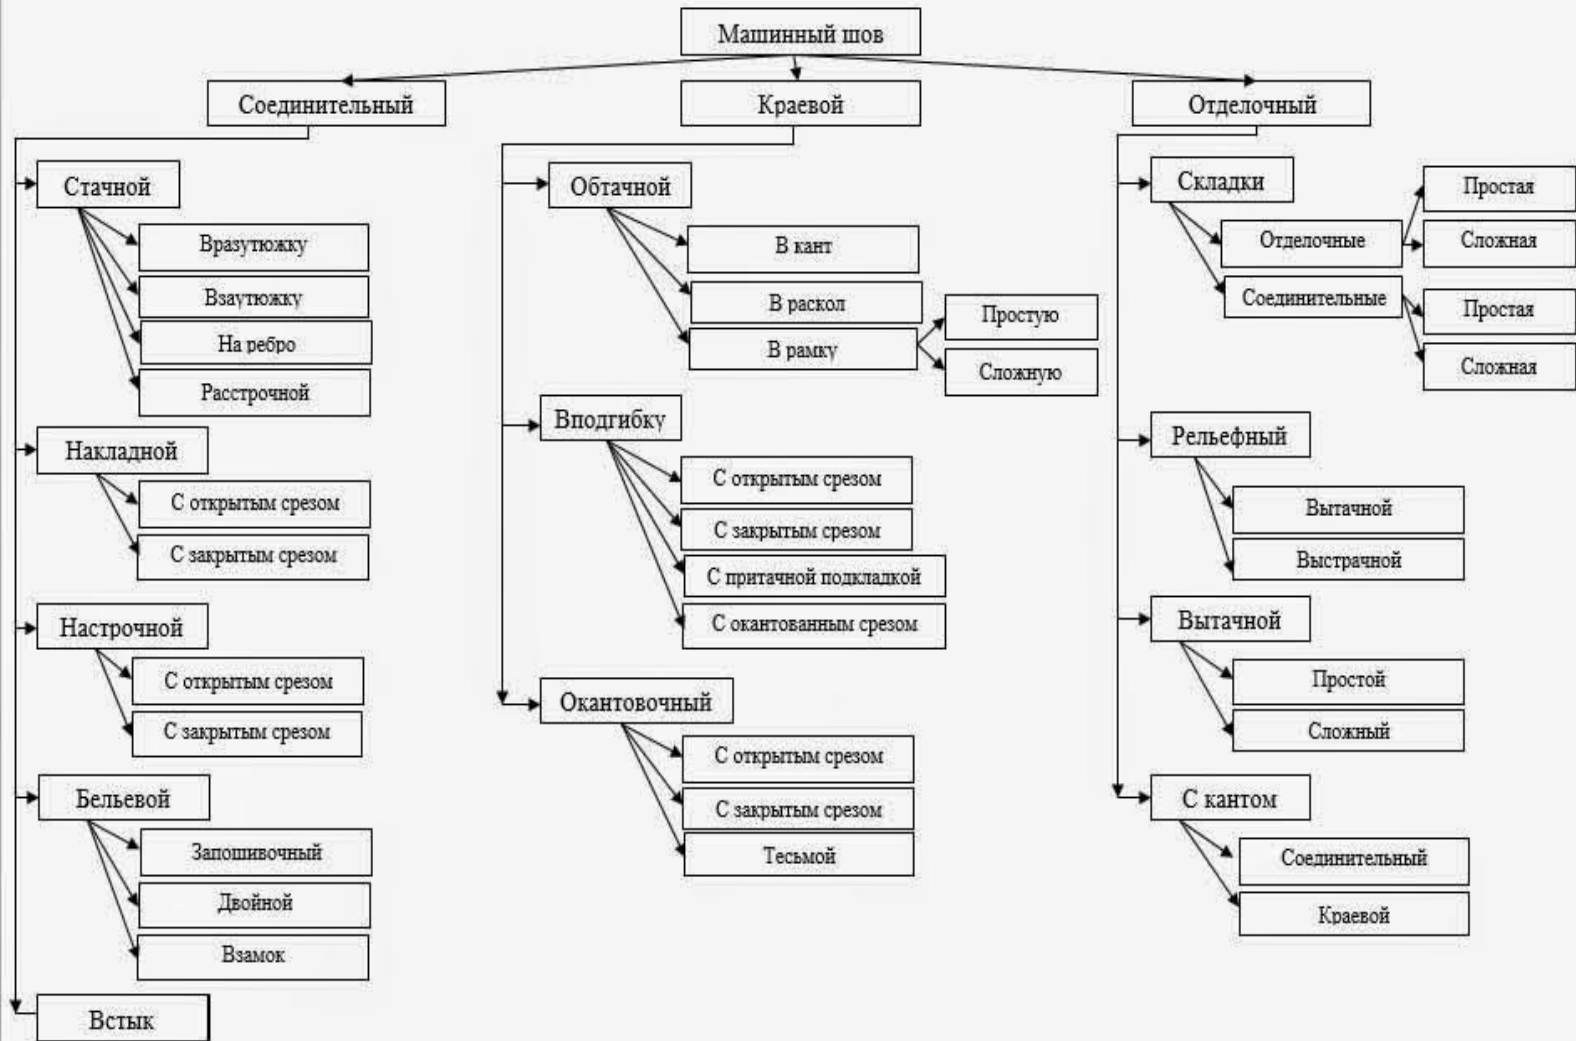 Машинный шов
Соединительный
Краевой
Отделочный
Стачной
Вразутюжку
Взаутюжку
На ребро
Расстрочной
Накладной
С открытым срезом
С закрытым срезом
Настрочной
С открытым срезом
С закрытым срезом
Бельевой
Запошивочный
Двойной
Взамок
Встык
Обтачной
В кант
В раскол
В рамку
Простую
Сложную
Вподгибку
С открытым срезом
С закрытым срезом
С притачной подкладкой
С окантованным срезом
Окантовочный
С открытым срезом
С закрытым срезом
Тесьмой
Складки
Отделочные
Простая
Сложная
Соединительные
Простая
Сложная
Рельефный
Вытачной
Выстрачной
Вытачной
Простой
Сложный
С кантом
Соединительный
Краевой